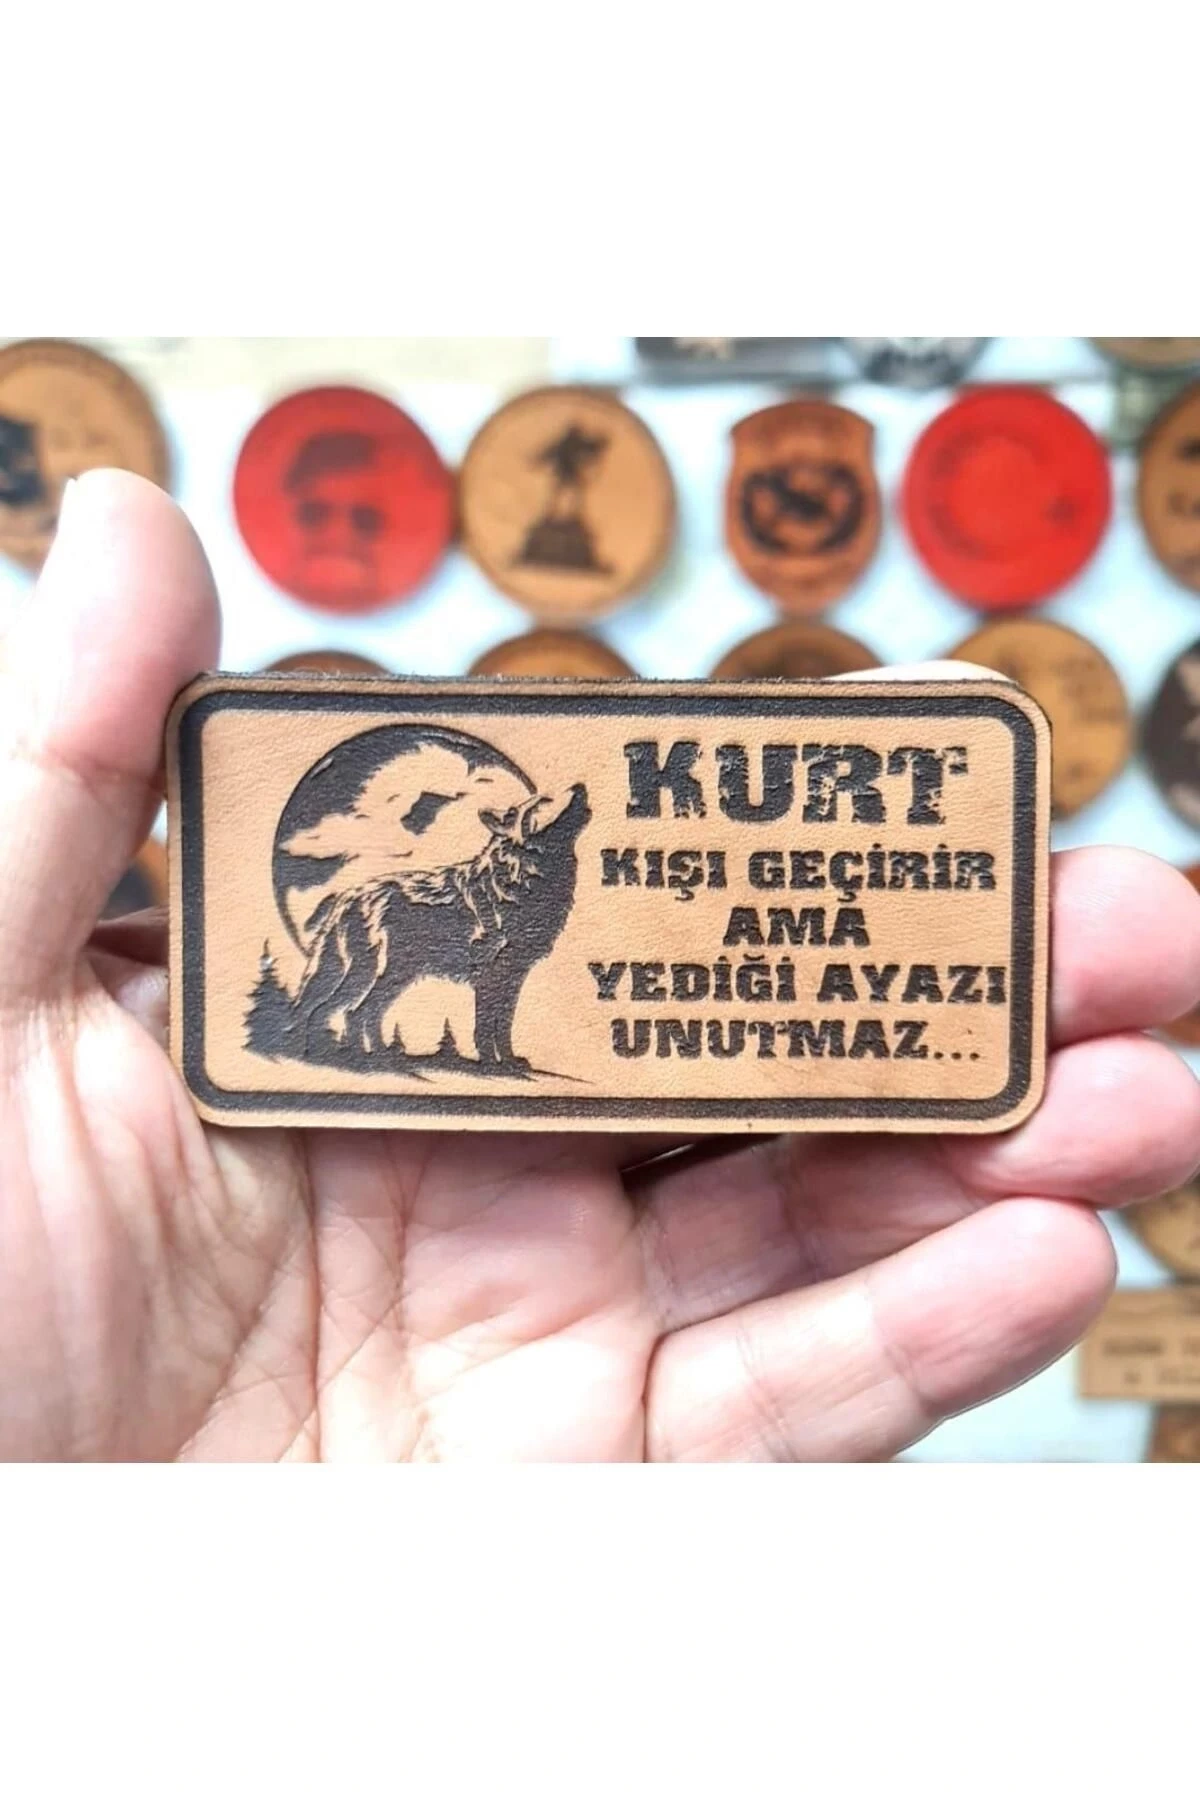 KURT
KIŞI GEÇİRİR
AMA
YEDİĞİ AYAZI
UNUTMAZ...